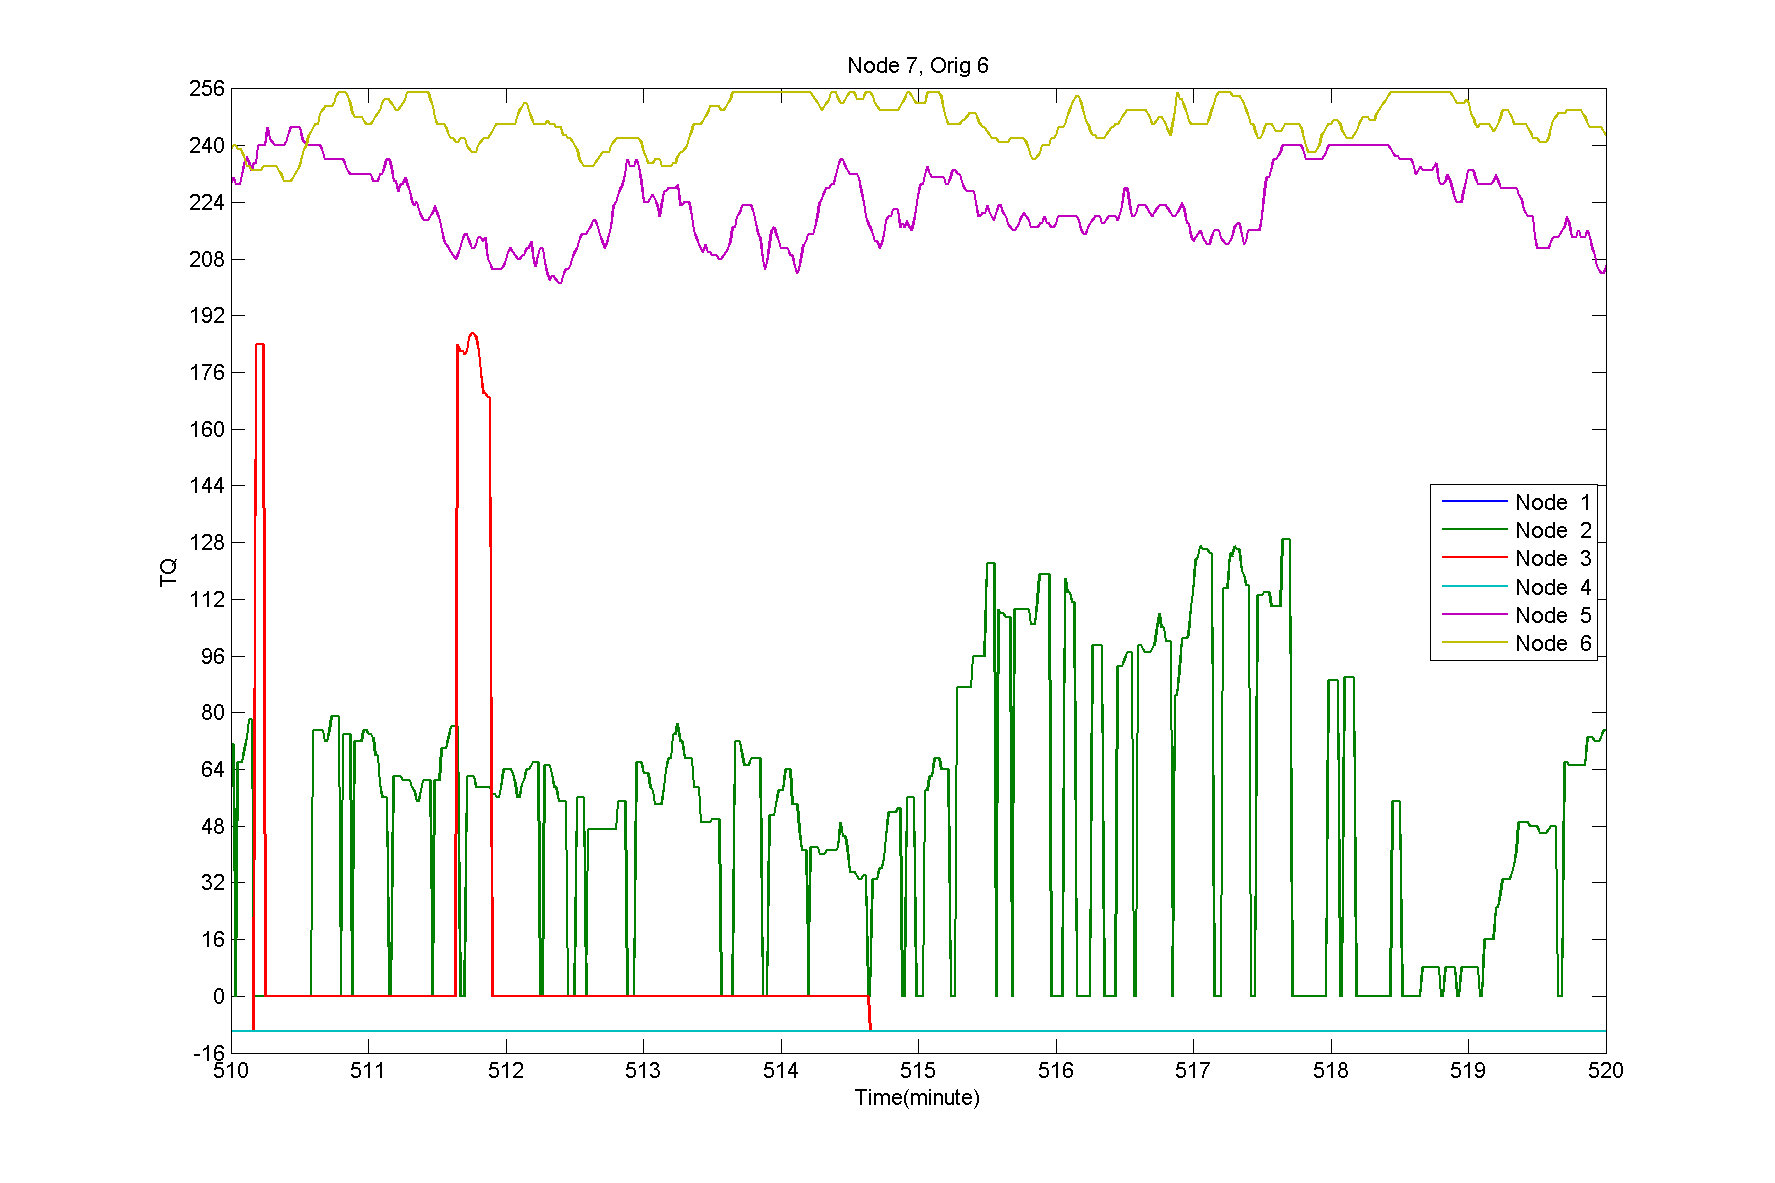 Node 7, Orig 6
256
240
224
208
192
176
160
144
128
112
96
80
64
48
32
16
0
-16
TQ
Node 1
Node 2
Node 3
Node 4
Node 5
Node 6
510 511 512 513 514 515 516 517 518 519 520
Time(minute)